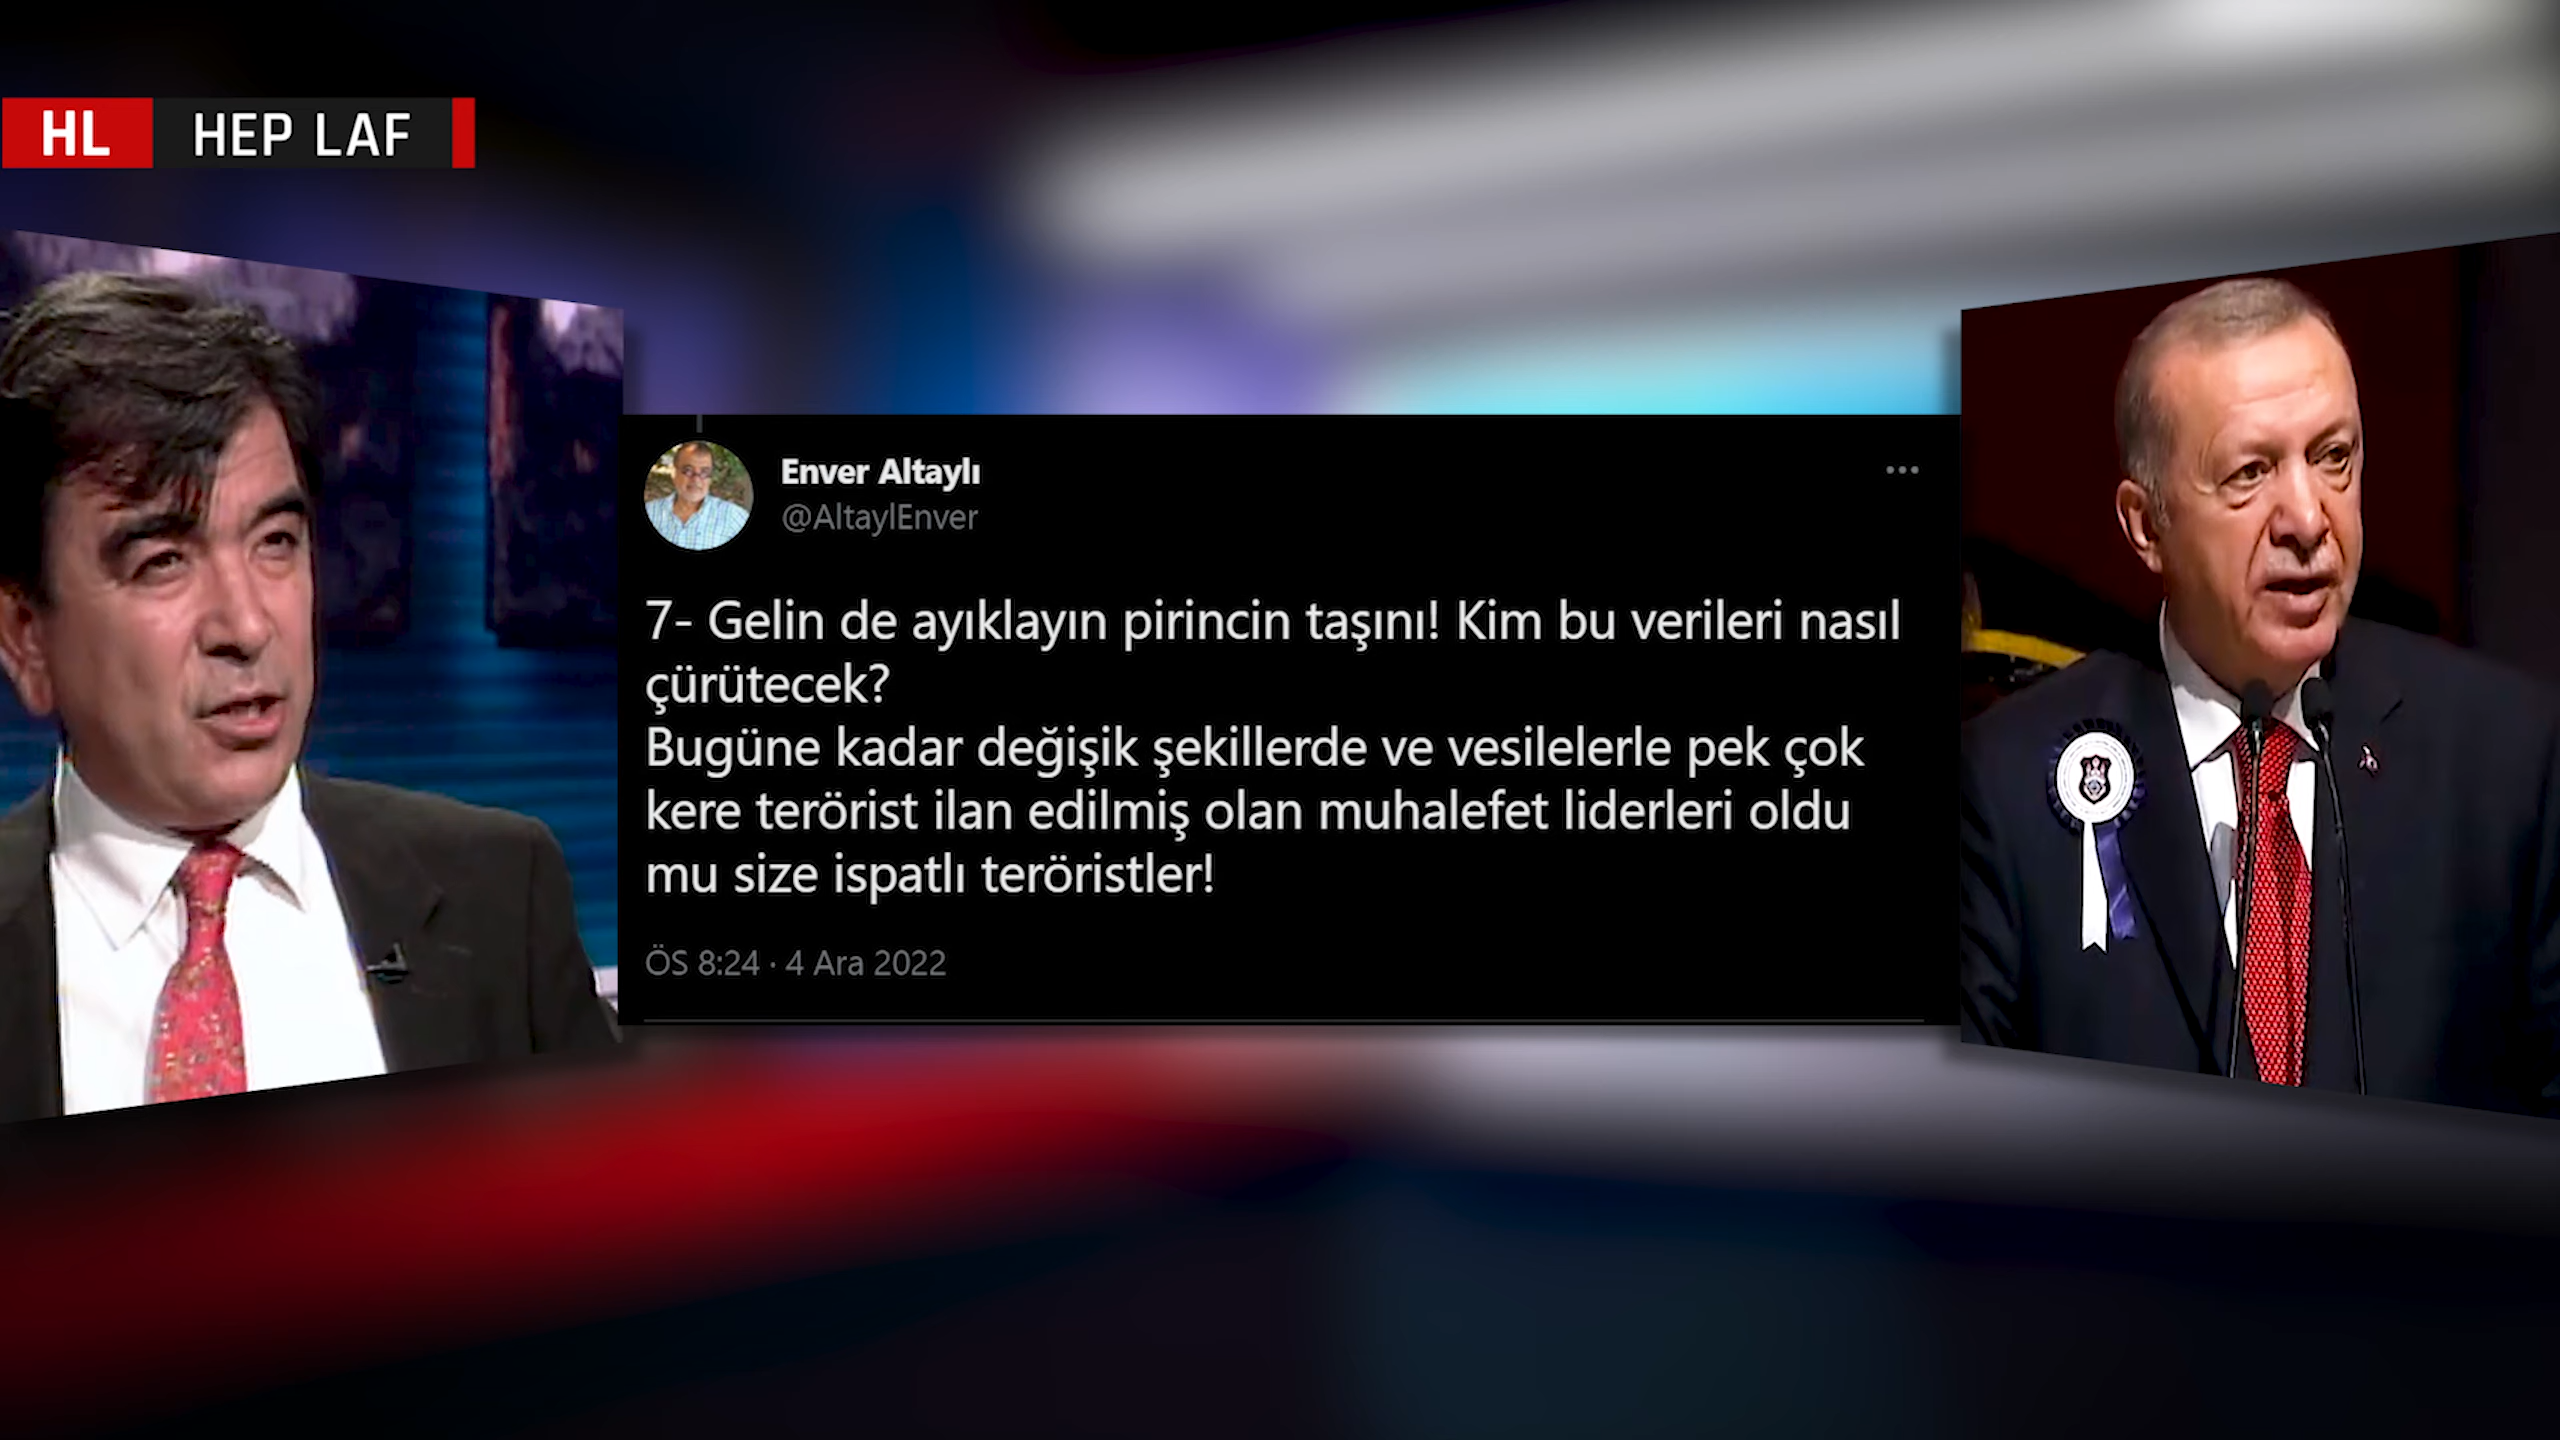 HL HEP LAF
Enver Altaylı
@AltaylEnver
7- Gelin de ayıklayın pirincin taşını! Kim bu verileri nasıl
çürütecek?
Bugüne kadar değişik şekillerde ve vesilelerle pek çok
kere terörist ilan edilmiş olan muhalefet liderleri oldu
mu size ispatlı teröristler!
ÖS 8:24 · 4 Ara 2022